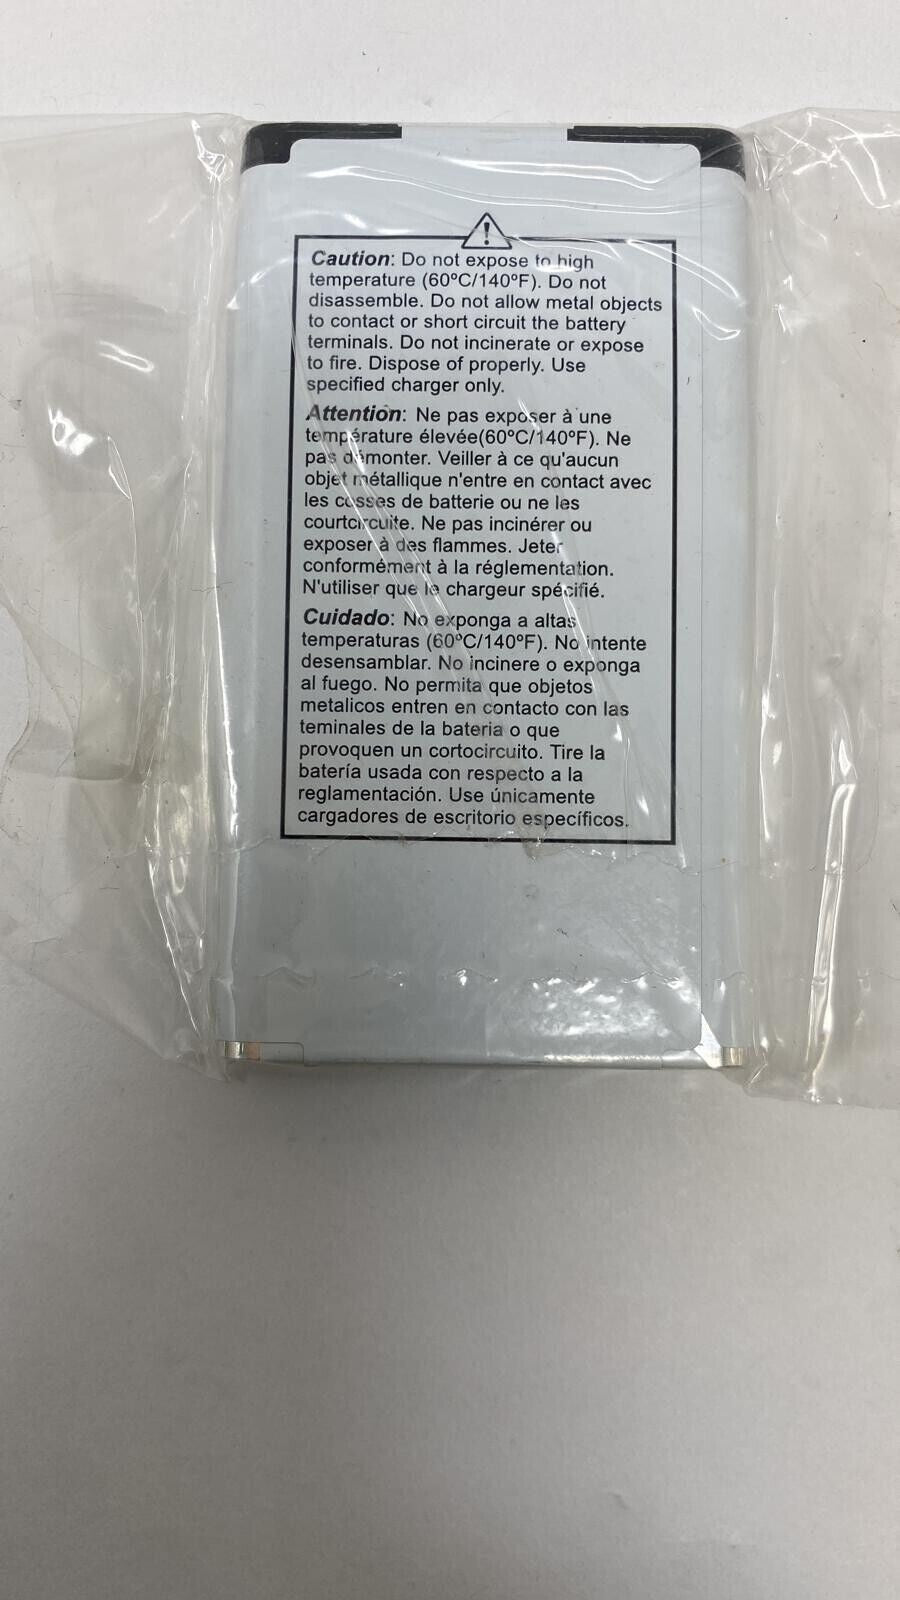 Caution: Do not expose to high
temperature (60ºC/140ºF). Do not
disassemble. Do not allow metal objects
to contact or short circuit the battery
terminals. Do not incinerate or expose
to fire. Dispose of properly. Use
specified charger only.
Attention: Ne pas exposer à une
température élevée(60ºC/140ºF). Ne
pas démonter. Veiller à ce qu'aucun
objet métallique n'entre en contact avec
les cosses de batterie ou ne les
courtcircuite. Ne pas incinérer ou
exposer à des flammes. Jeter
conformément à la réglementation.
N'utiliser que le chargeur spécifié.
Cuidado: No exponga a altas
temperaturas (60ºC/140ºF). No intente
desensamblar. No incinere o exponga
al fuego. No permita que objetos
metalicos entren en contacto con las
teminales de la bateria o que
provoquen un cortocircuito. Tire la
batería usada con respecto a la
reglamentación. Use únicamente
cargadores de escritorio específicos.